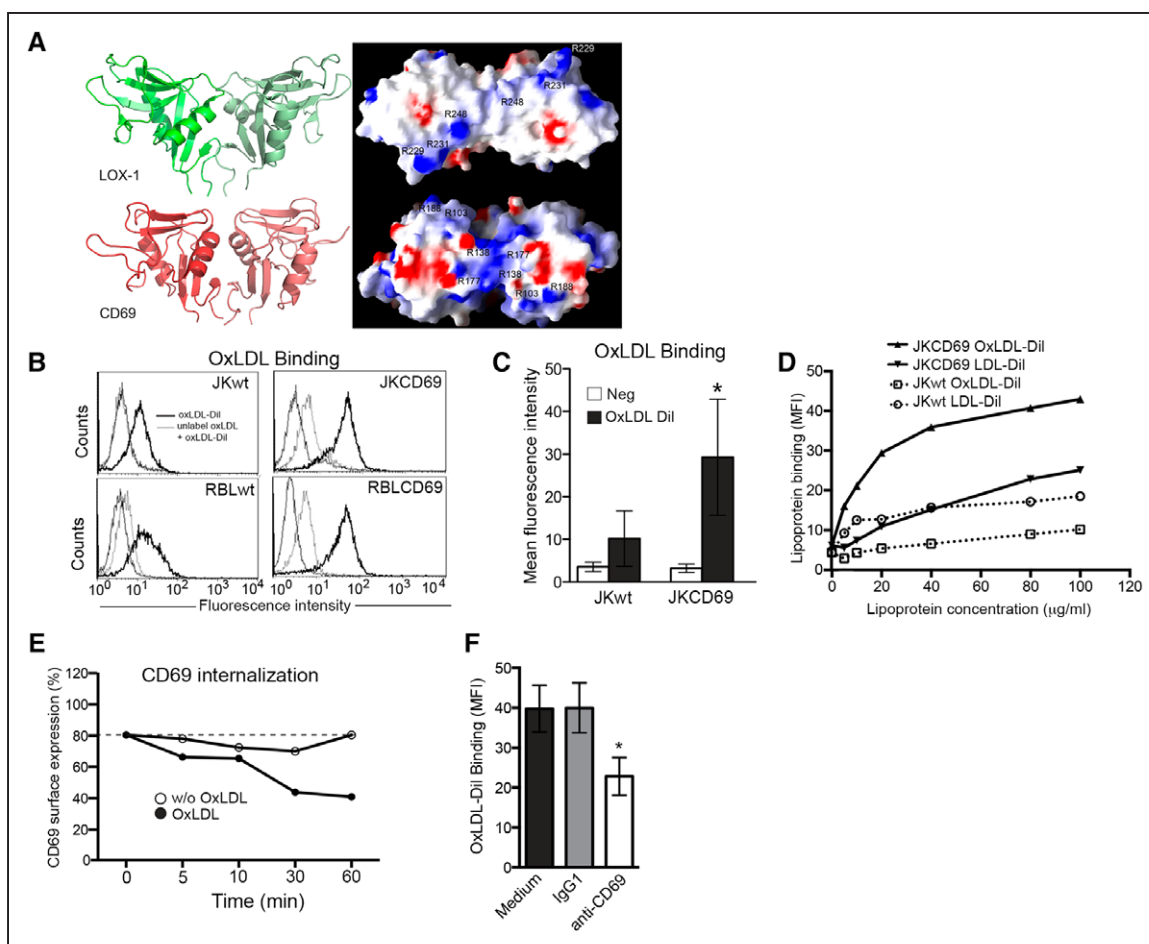 A
LOX-1
CD69
R229
R231
R248
R248
R231
R229
R188
R103
R138
R177
R177
R138
R103
R188
B
OxLDL Binding
JKwt
JKCD69
oxLDL-DiI
unlabel oxLDL
+ oxLDL-DiI
Counts
RBLwt
RBLCD69
Counts
10⁰ 10¹ 10² 10³ 10⁴
10⁰ 10¹ 10² 10³ 10⁴
Fluorescence intensity
C
OxLDL Binding
Neg
OxLDL DiI
*
Mean fluorescence intensity
50
40
30
20
10
0
JKwt
JKCD69
D
JKCD69 OxLDL-DiI
JKCD69 LDL-DiI
JKwt OxLDL-DiI
JKwt LDL-DiI
Lipoprotein binding (MFI)
50
40
30
20
10
0
0 20 40 60 80 100 120
Lipoprotein concentration (µg/ml)
E
CD69 internalization
CD69 surface expression (%)
120
100
80
60
40
20
0
w/o OxLDL
OxLDL
0 5 10 30 60
Time (min)
F
OxLDL-DiI Binding (MFI)
50
40
30
20
10
0
*
Medium
IgG1
anti-CD69